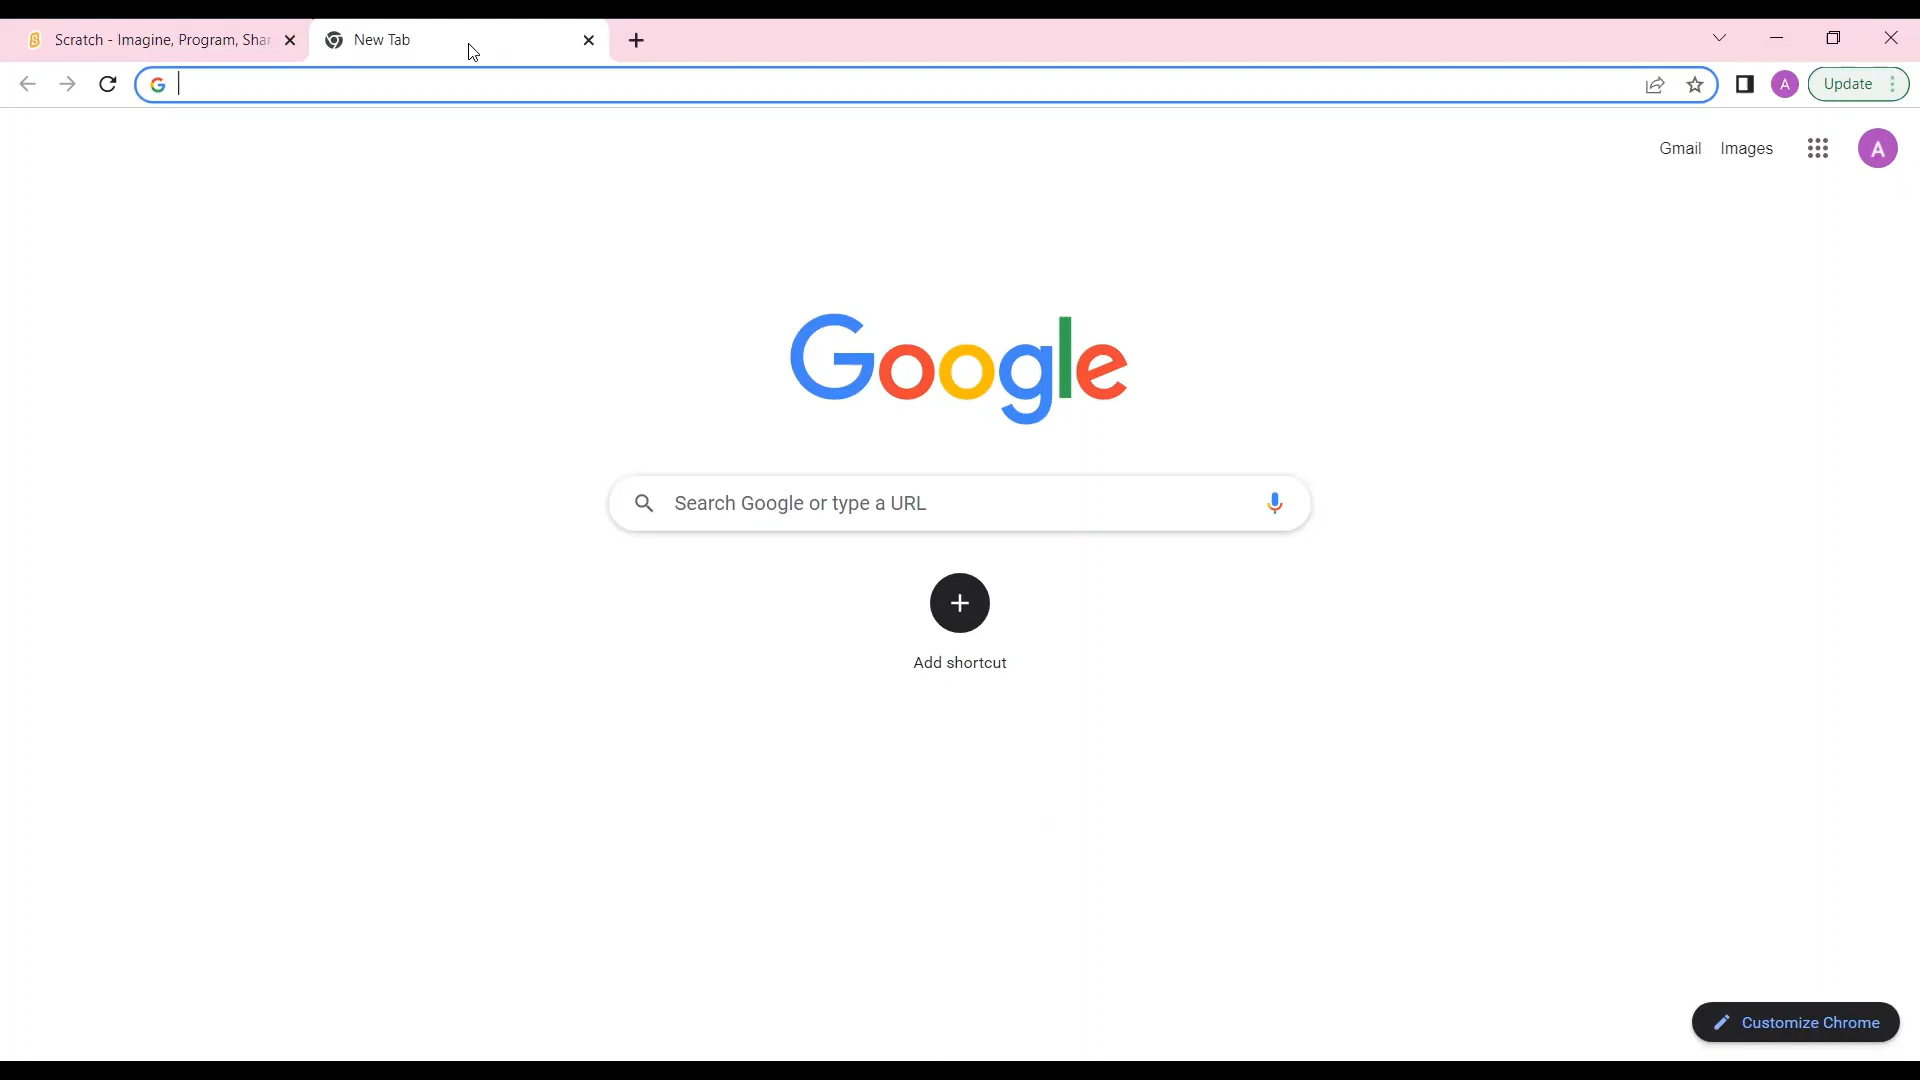 Scratch - Imagine, Program, Shar
New Tab
A
Update
Gmail
Images
A
Google
Search Google or type a URL
Add shortcut
Customize Chrome